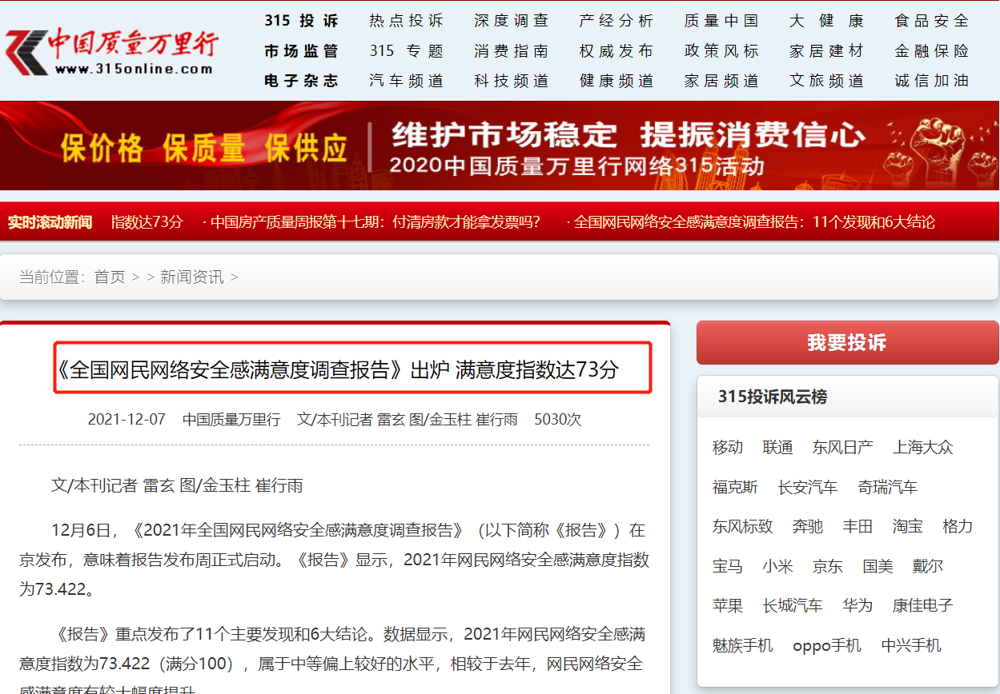 中国质量万里行
www.315online.com
315 投诉 热点投诉 深度调查 产经分析 质量中国 大健康 食品安全
市场监管 315 专题 消费指南 权威发布 政策风标 家居建材 金融保险
电子杂志 汽车频道 科技频道 健康频道 家居频道 文旅频道 诚信加油
保价格 保质量 保供应
维护市场稳定 提振消费信心
2020中国质量万里行网络315活动
实时滚动新闻 指数达73分 · 中国房产质量周报第十七期：付清房款才能拿发票吗? · 全国网民网络安全感满意度调查报告：11个发现和6大结论
当前位置：首页 > > 新闻资讯 >
《全国网民网络安全感满意度调查报告》出炉 满意度指数达73分
2021-12-07 中国质量万里行 文/本刊记者 雷玄 图/金玉柱 崔行雨 5030次
文/本刊记者 雷玄 图/金玉柱 崔行雨
12月6日，《2021年全国网民网络安全感满意度调查报告》（以下简称《报告》）在
京发布，意味着报告发布周正式启动。《报告》显示，2021年网民网络安全感满意度指数
为73.422。
《报告》重点发布了11个主要发现和6大结论。数据显示，2021年网民网络安全感满
意度指数为73.422（满分100），属于中等偏上较好的水平，相较于去年，网民网络安全
感满意度有较大幅度提升
我要投诉
315投诉风云榜
移动 联通 东风日产 上海大众
福克斯 长安汽车 奇瑞汽车
东风标致 奔驰 丰田 淘宝 格力
宝马 小米 京东 国美 戴尔
苹果 长城汽车 华为 康佳电子
魅族手机 oppo手机 中兴手机